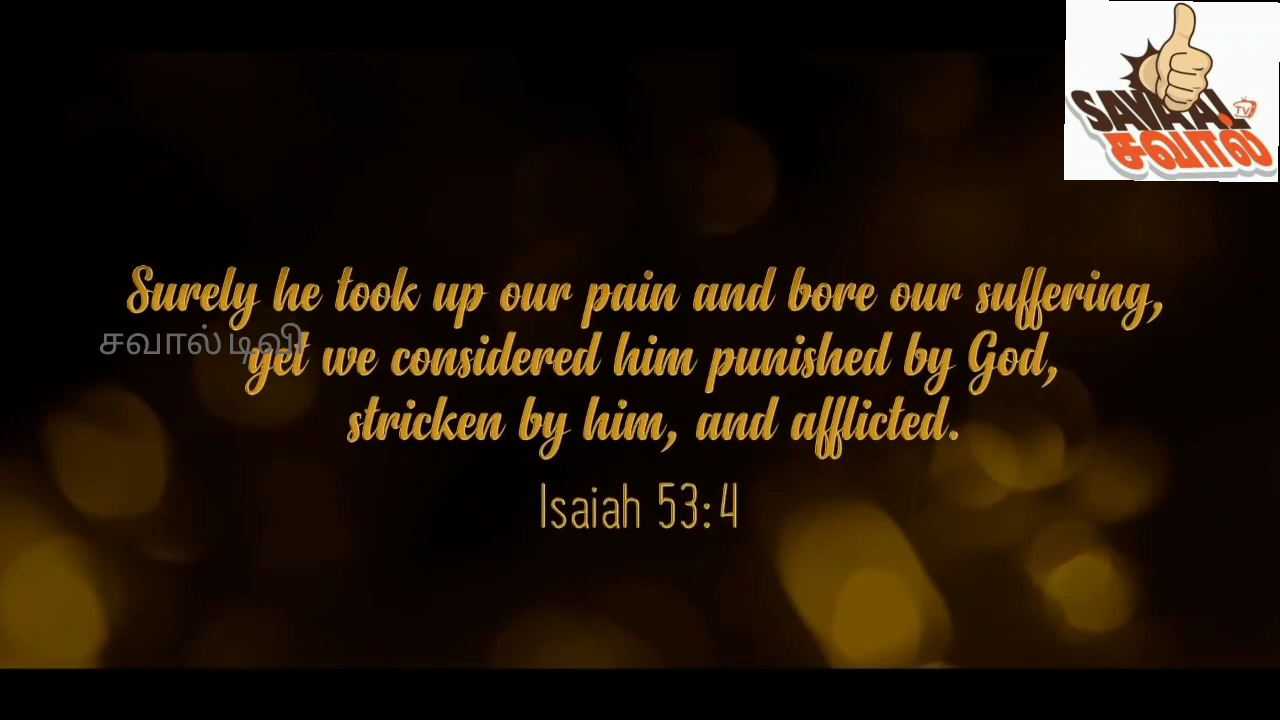 SAVAAL TV
சவால்
Surely he took up our pain and bore our suffering,
சவால் டிவி
yet we considered him punished by God,
stricken by him, and afflicted.
Isaiah 53:4